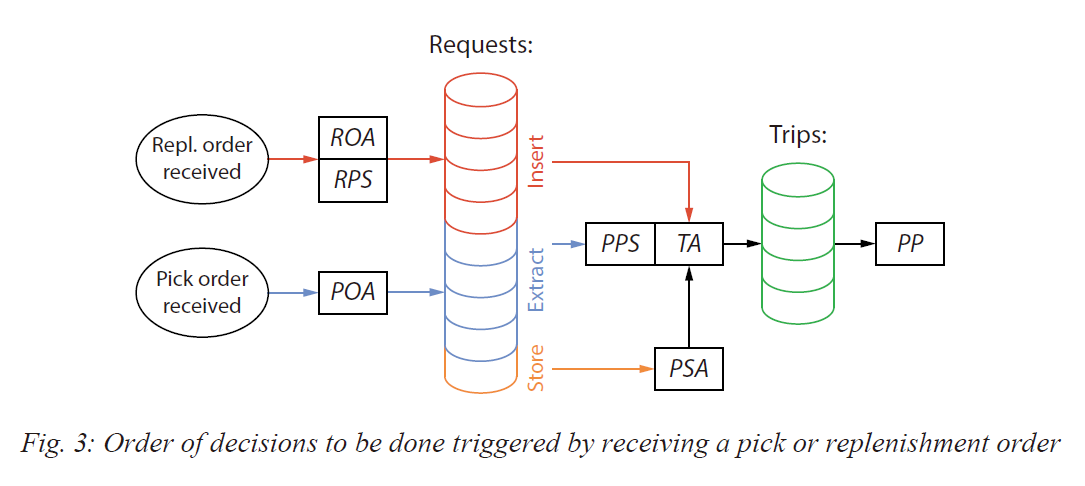 Requests:
Trips:
Repl. order
received
ROA
RPS
Insert
Pick order
received
POA
Extract
PPS
TA
PP
Store
PSA
Fig. 3: Order of decisions to be done triggered by receiving a pick or replenishment order